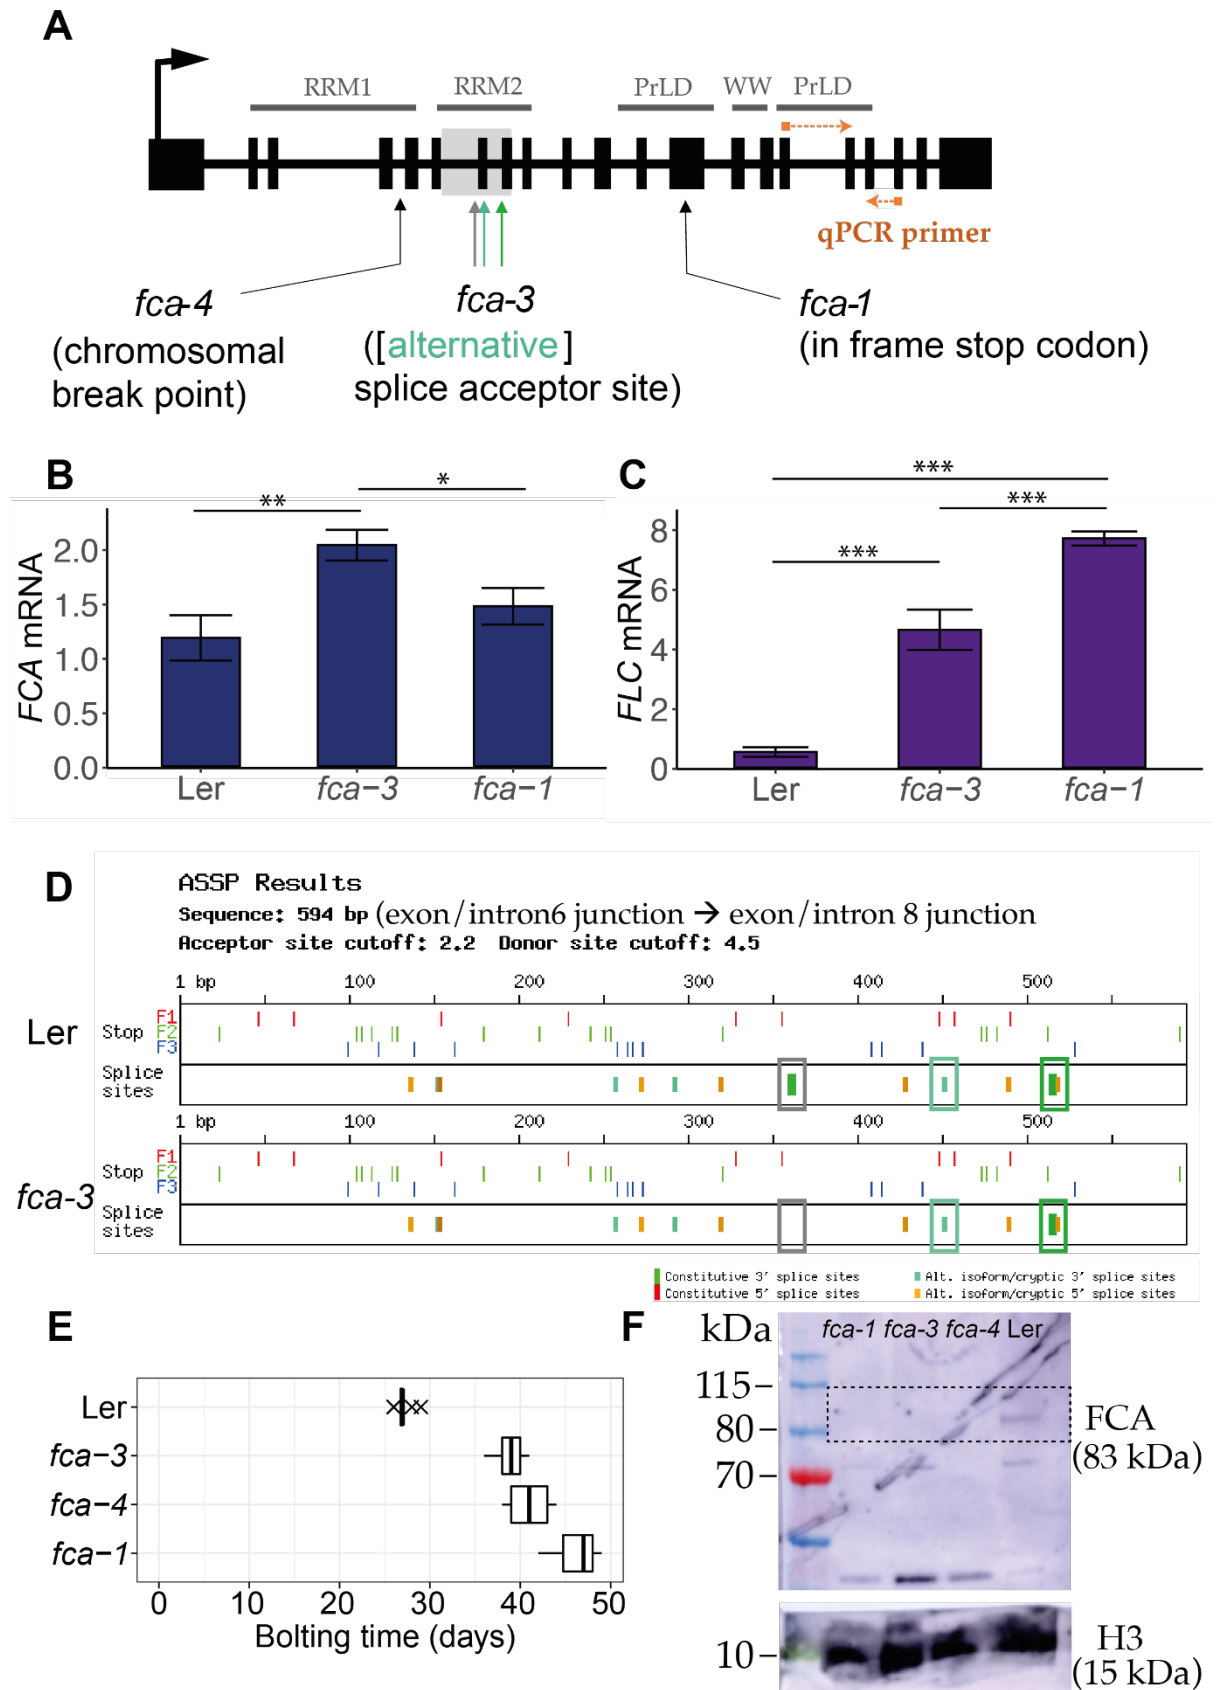 A
RRM1
RRM2
PrLD
WW
PrLD
qPCR primer
fca-4
(chromosomal
break point)
fca-3
([alternative]
splice acceptor site)
fca-1
(in frame stop codon)
B
**
*
FCA mRNA
2.0
1.5
1.0
0.5
0.0
Ler
fca−3
fca−1
C
***
***
***
FLC mRNA
8
6
4
2
0
Ler
fca−3
fca−1
D
ASSP Results
Sequence: 594 bp (exon/intron6 junction → exon/intron 8 junction
Acceptor site cutoff: 2.2 Donor site cutoff: 4.5
1 bp 100 200 300 400 500
Ler
Stop
F1
F2
F3
Splice
sites
1 bp 100 200 300 400 500
fca-3
Stop
F1
F2
F3
Splice
sites
Constitutive 3' splice sites
Alt. isoform/cryptic 3' splice sites
Constitutive 5' splice sites
Alt. isoform/cryptic 5' splice sites
E
Ler
fca−3
fca−4
fca−1
0 10 20 30 40 50
Bolting time (days)
F
kDa
fca-1 fca-3 fca-4 Ler
115
80
70
FCA
(83 kDa)
10
H3
(15 kDa)